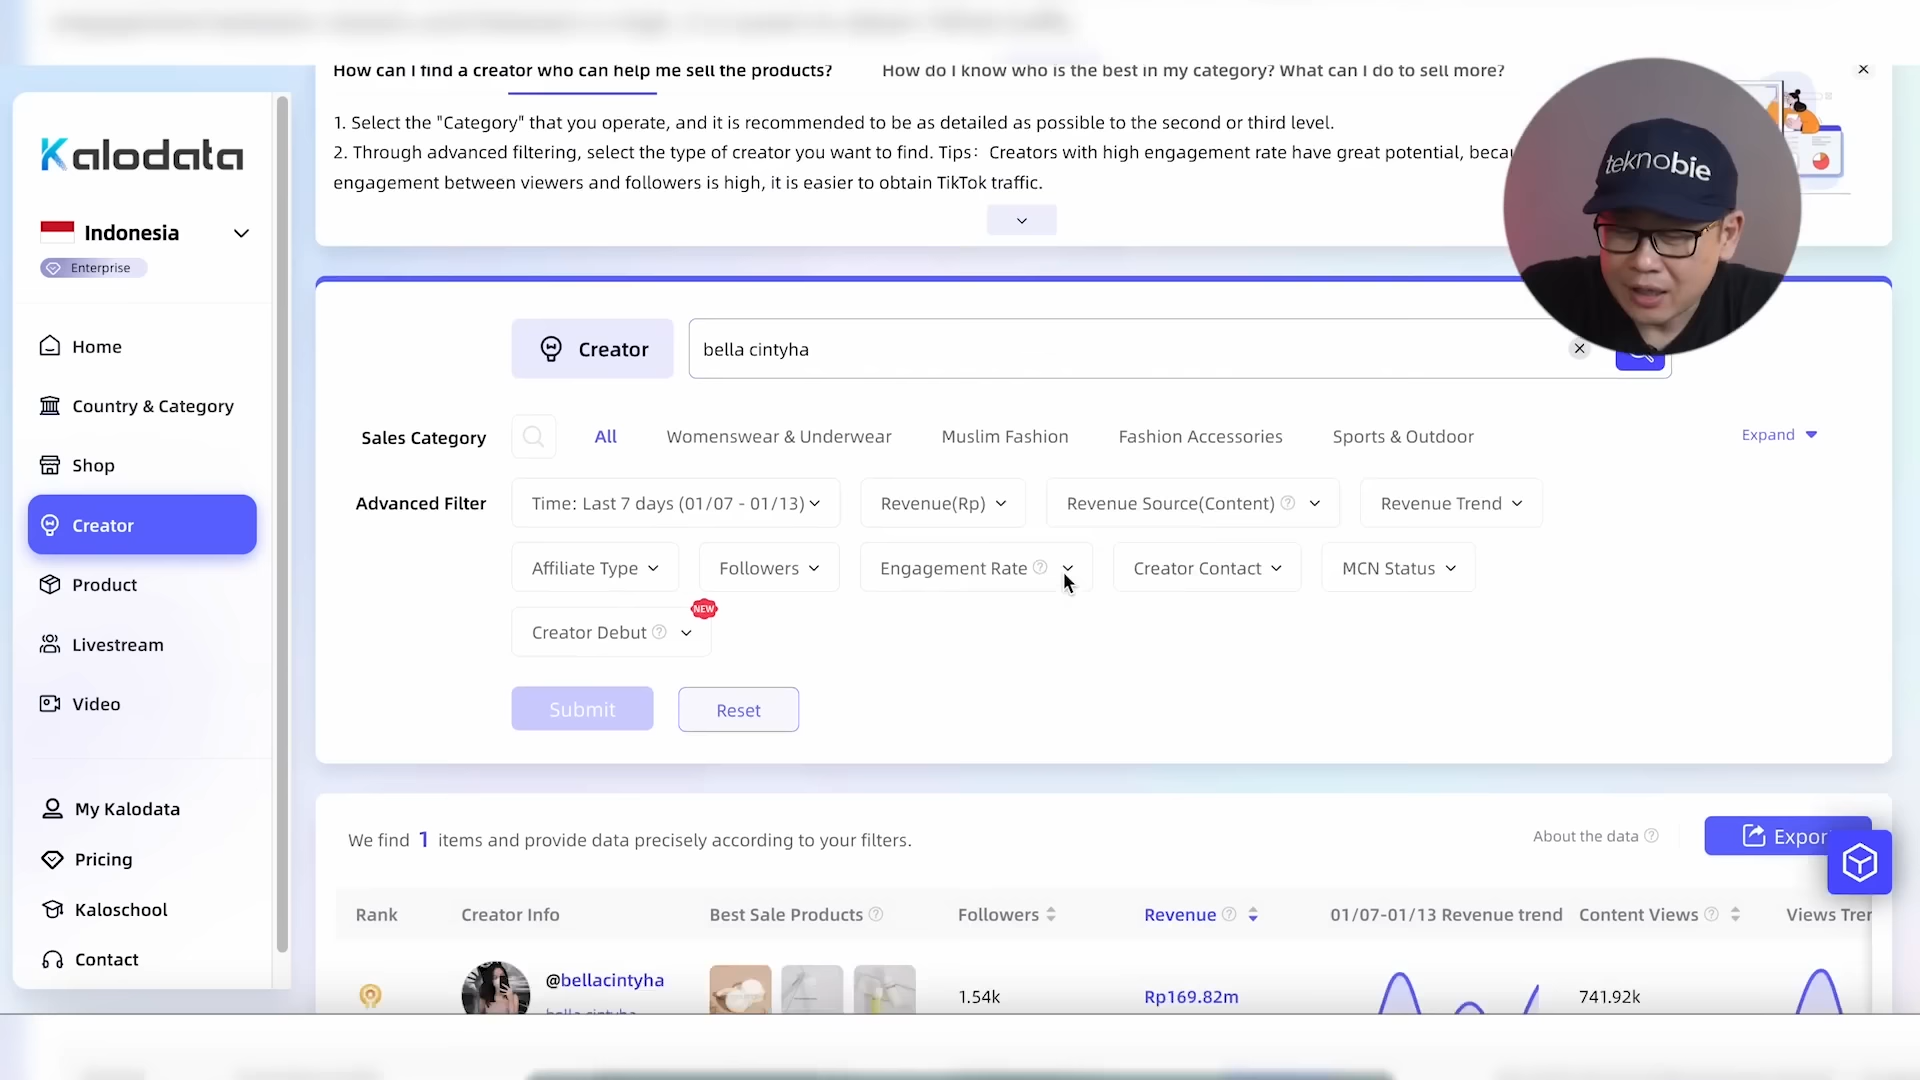 How can I find a creator who can help me sell the products?
How do I know who is the best in my category? What can I do to sell more?
1. Select the "Category" that you operate, and it is recommended to be as detailed as possible to the second or third level.
2. Through advanced filtering, select the type of creator you want to find. Tips: Creators with high engagement rate have great potential,
engagement between viewers and followers is high, it is easier to obtain TikTok traffic.
teknobie
Kalodata
Indonesia
Enterprise
Home
Country & Category
Shop
Creator
Product
Livestream
Video
My Kalodata
Pricing
Kaloschool
Contact
Creator
bella cintyha
Sales Category
All
Womenswear & Underwear
Muslim Fashion
Fashion Accessories
Sports & Outdoor
Expand
Advanced Filter
Time: Last 7 days (01/07 - 01/13)
Revenue(Rp)
Revenue Source(Content)
Revenue Trend
Affiliate Type
Followers
Engagement Rate
Creator Contact
MCN Status
NEW
Creator Debut
Submit
Reset
We find 1 items and provide data precisely according to your filters.
About the data
Rank
Creator Info
Best Sale Products
Followers
Revenue
01/07-01/13 Revenue trend
Content Views
Views
@bellacintyha
1.54k
Rp169.82m
741.92k